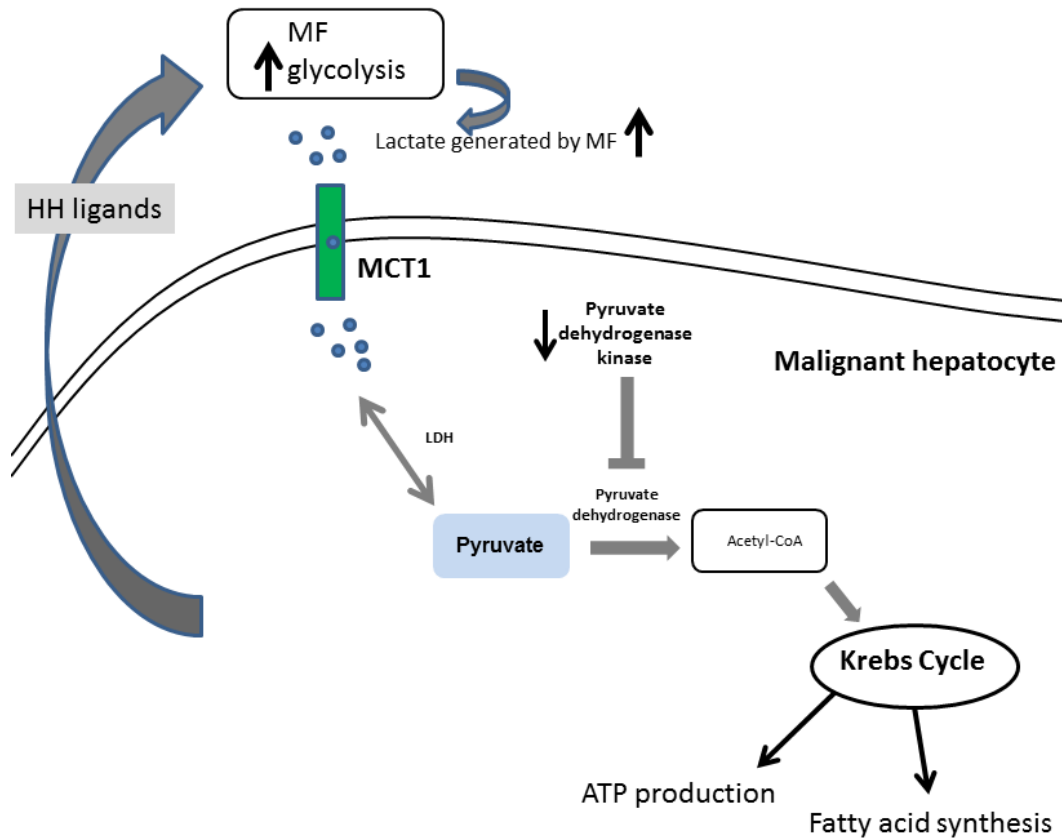 MF
glycolysis
Lactate generated by MF
HH ligands
MCT1
Pyruvate
dehydrogenase
kinase
Malignant hepatocyte
LDH
Pyruvate
dehydrogenase
Pyruvate
Acetyl-CoA
Krebs Cycle
ATP production
Fatty acid synthesis